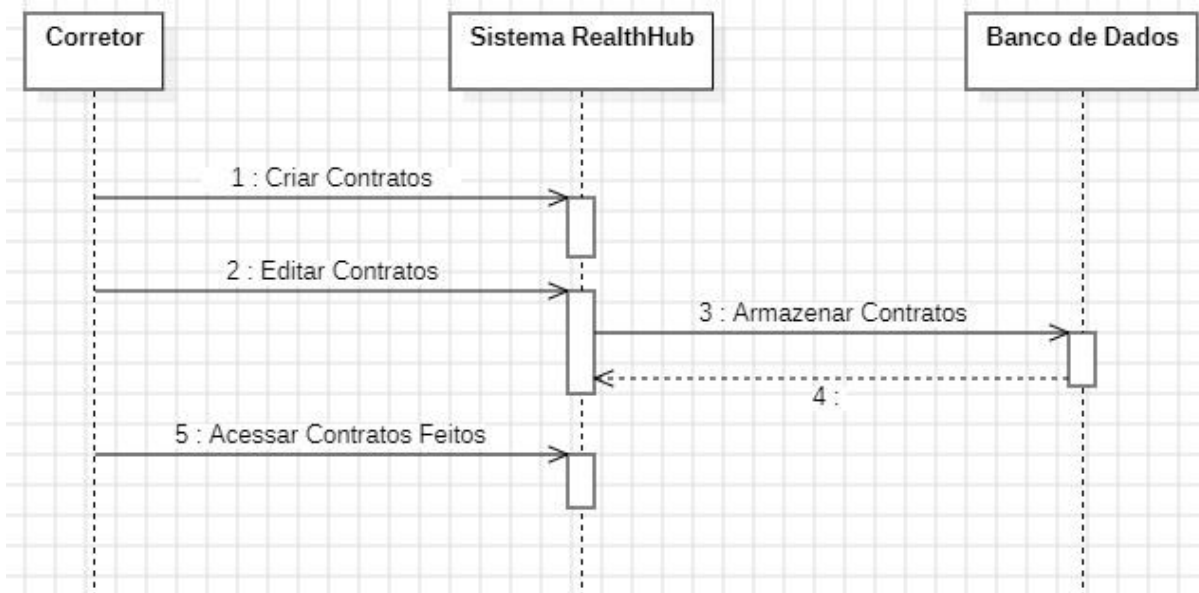 Corretor
Sistema RealthHub
Banco de Dados
1 : Criar Contratos
2 : Editar Contratos
3 : Armazenar Contratos
4 :
5 : Acessar Contratos Feitos